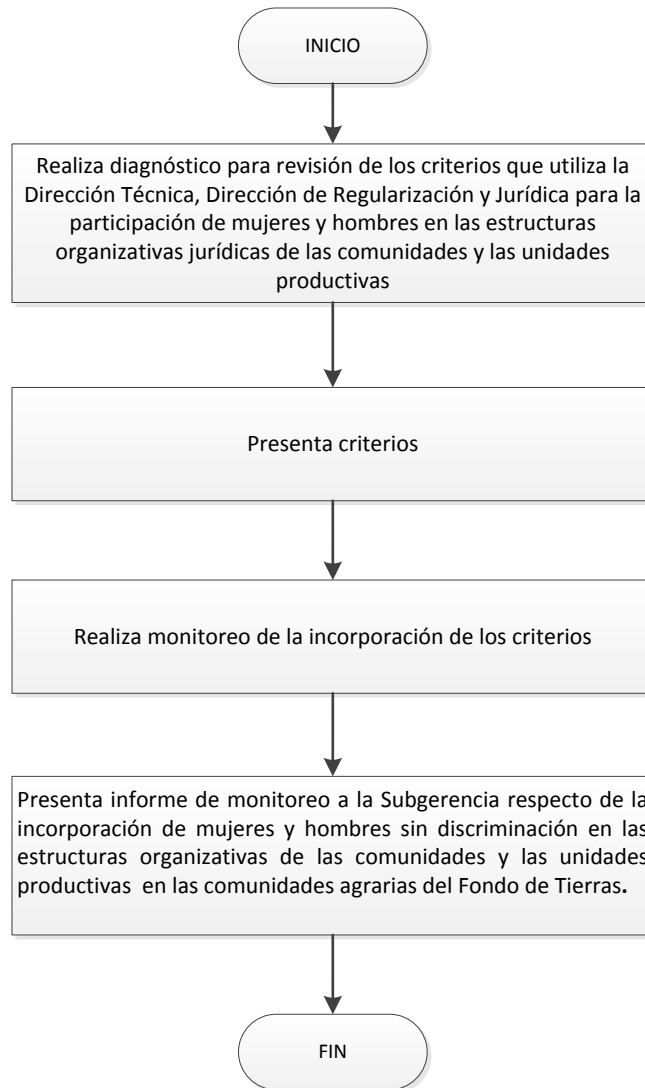 INICIO
Realiza diagnóstico para revisión de los criterios que utiliza la
Dirección Técnica, Dirección de Regularización y Jurídica para la
participación de mujeres y hombres en las estructuras
organizativas jurídicas de las comunidades y las unidades
productivas
Presenta criterios
Realiza monitoreo de la incorporación de los criterios
Presenta informe de monitoreo a la Subgerencia respecto de la
incorporación de mujeres y hombres sin discriminación en las
estructuras organizativas de las comunidades y las unidades
productivas en las comunidades agrarias del Fondo de Tierras.
FIN